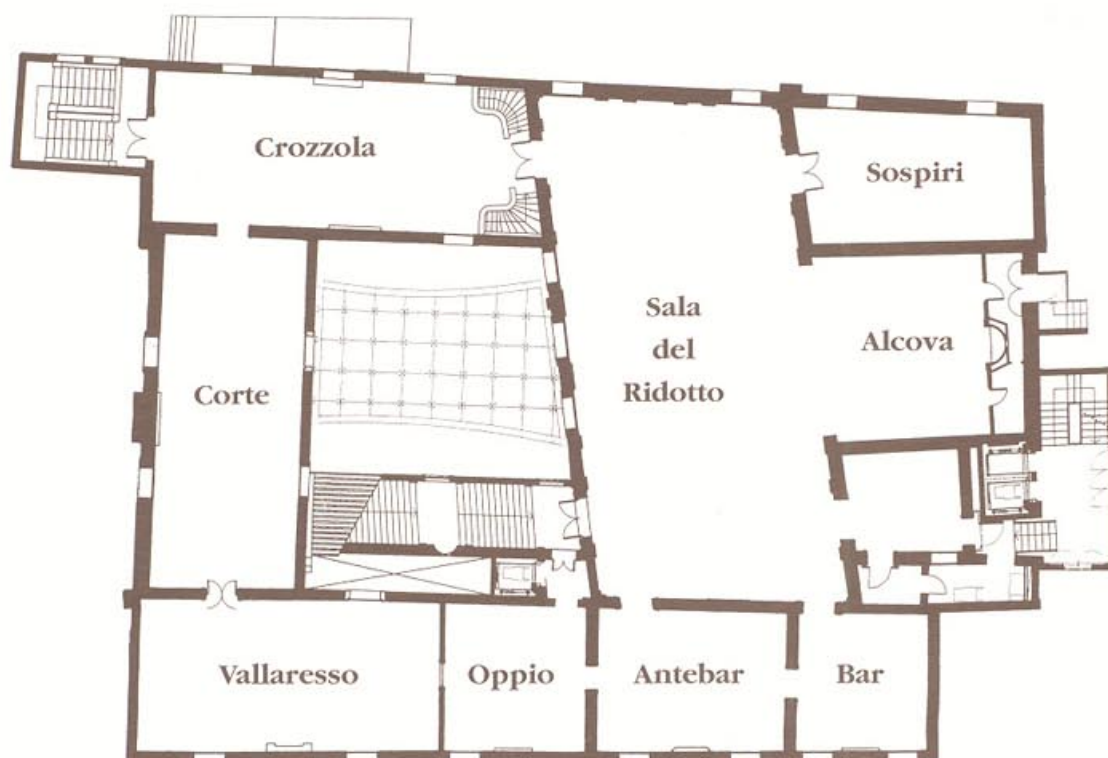 Crozzola
Sospiri
Sala
del
Ridotto
Alcova
Corte
Vallaresso
Oppio
Antebar
Bar